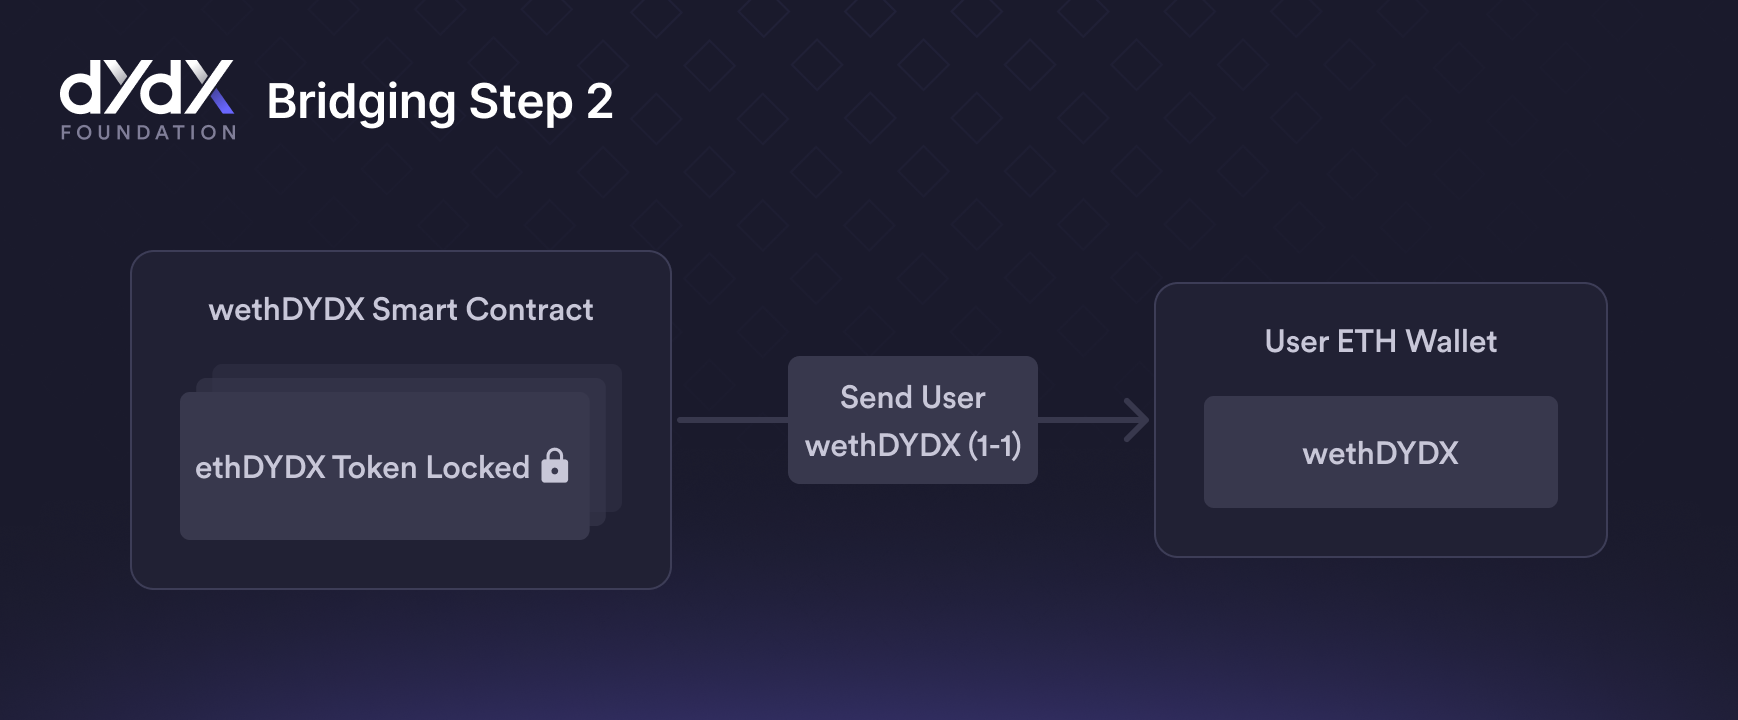 dYdX
FOUNDATION
Bridging Step 2
wethDYDX Smart Contract
ethDYDX Token Locked
Send User
wethDYDX (1-1)
User ETH Wallet
wethDYDX